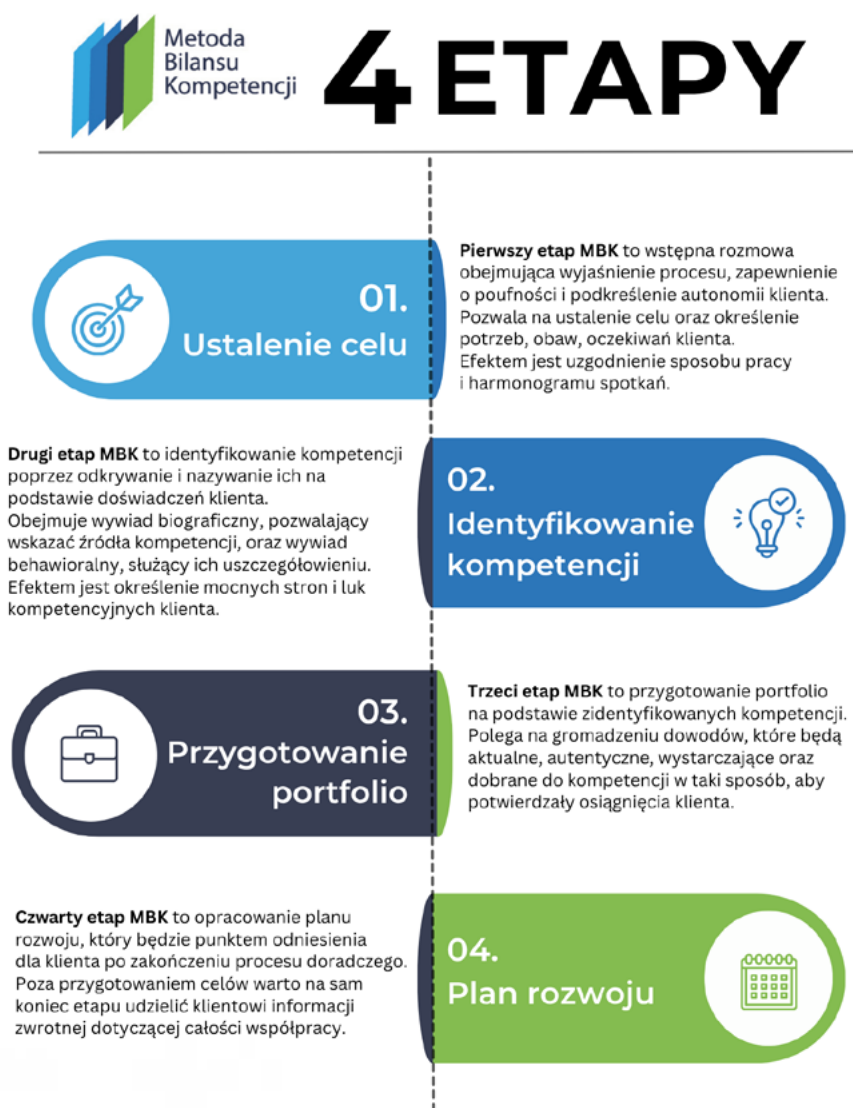 Metoda
Bilansu
Kompetencji
4 ETAPY
01.
Ustalenie celu
Pierwszy etap MBK to wstępna rozmowa
obejmująca wyjaśnienie procesu, zapewnienie
o poufności i podkreślenie autonomii klienta.
Pozwala na ustalenie celu oraz określenie
potrzeb, obaw, oczekiwań klienta.
Efektem jest uzgodnienie sposobu pracy
i harmonogramu spotkań.
Drugi etap MBK to identyfikowanie kompetencji
poprzez odkrywanie i nazywanie ich na
podstawie doświadczeń klienta.
Obejmuje wywiad biograficzny, pozwalający
wskazać źródła kompetencji, oraz wywiad
behawioralny, służący ich uszczegółowieniu.
Efektem jest określenie mocnych stron i luk
kompetencyjnych klienta.
02.
Identyfikowanie
kompetencji
03.
Przygotowanie
portfolio
Trzeci etap MBK to przygotowanie portfolio
na podstawie zidentyfikowanych kompetencji.
Polega na gromadzeniu dowodów, które będą
aktualne, autentyczne, wystarczające oraz
dobrane do kompetencji w taki sposób, aby
potwierdzały osiągnięcia klienta.
Czwarty etap MBK to opracowanie planu
rozwoju, który będzie punktem odniesienia
dla klienta po zakończeniu procesu doradczego.
Poza przygotowaniem celów warto na sam
koniec etapu udzielić klientowi informacji
zwrotnej dotyczącej całości współpracy.
04.
Plan rozwoju